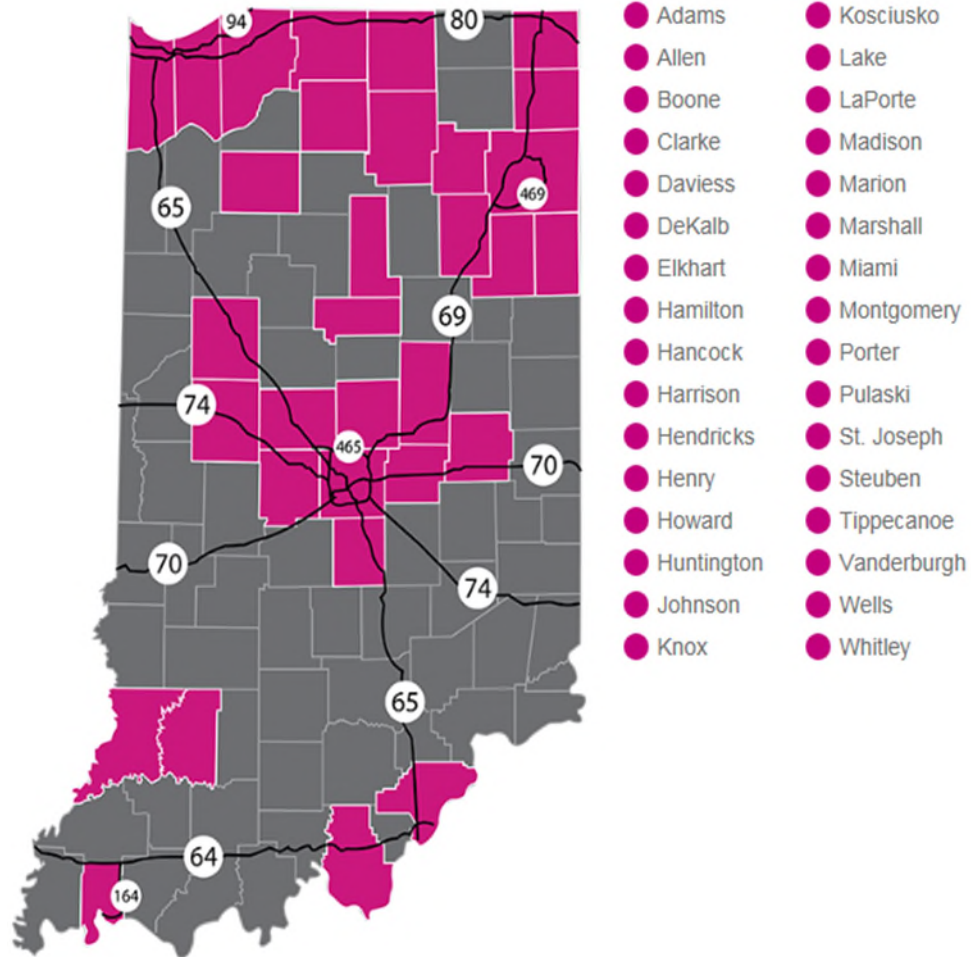 94
80
469
65
69
74
465
70
70
74
65
64
164
Adams
Allen
Boone
Clarke
Daviess
DeKalb
Elkhart
Hamilton
Hancock
Harrison
Hendricks
Henry
Howard
Huntington
Johnson
Knox
Kosciusko
Lake
LaPorte
Madison
Marion
Marshall
Miami
Montgomery
Porter
Pulaski
St. Joseph
Steuben
Tippecanoe
Vanderburgh
Wells
Whitley